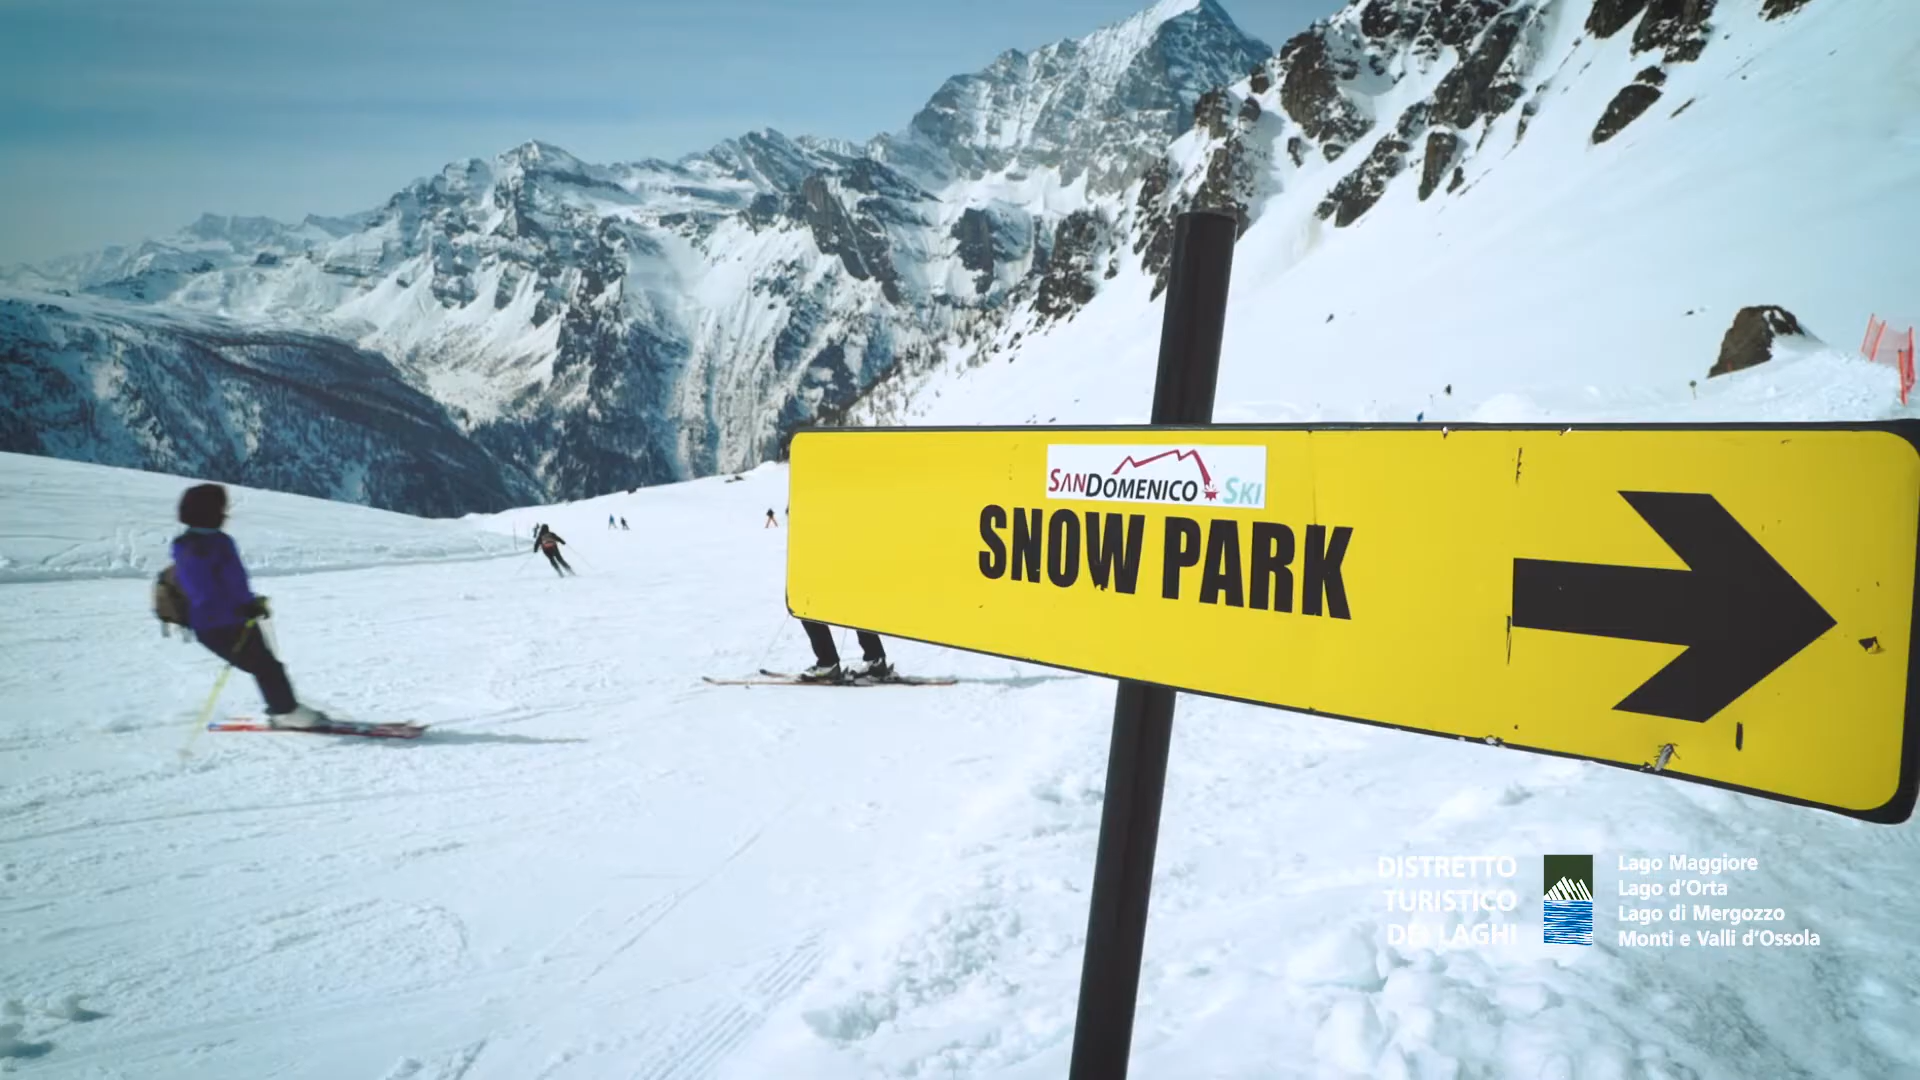 SANDOMENICO SKI
SNOW PARK
DISTRETTO
TURISTICO
DEI LAGHI
Lago Maggiore
Lago d'Orta
Lago di Mergozzo
Monti e Valli d'Ossola